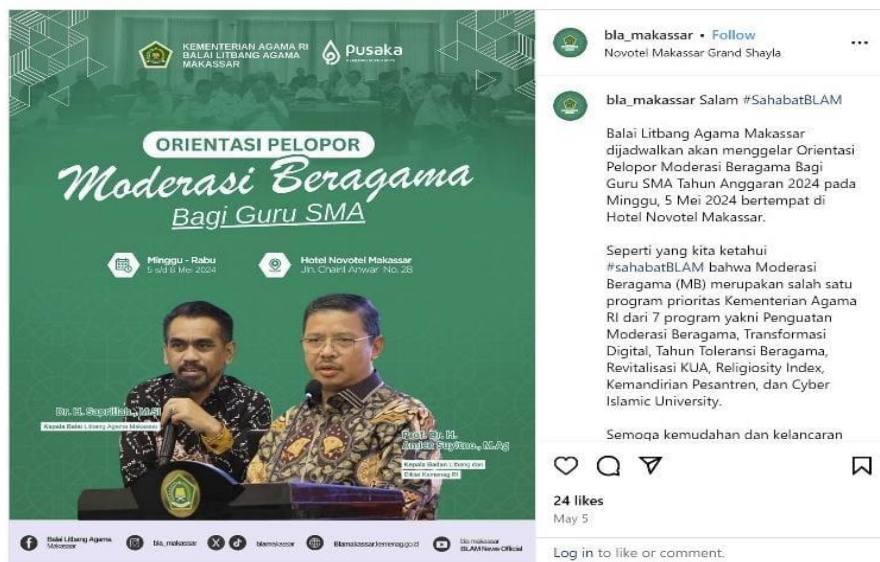 KEMENTERIAN AGAMA RI
BALAI LITBANG AGAMA
MAKASSAR
Pusaka
ORIENTASI PELOPOR
Moderasi Beragama
Bagi Guru SMA
Minggu - Rabu
5 s/d 8 Mei 2024
Hotel Novotel Makassar
Jln. Chairil Anwar No. 28
Dr. H. Saprillah., M.Si
Kepala Balai Litbang Agama Makassar
Prof. Dr. H.
Amien Suyitno., M.Ag
Kepala Badan Litbang dan
Diklat Kemenag RI
Balai Litbang Agama
Makassar
bla_makassar
blamakassar
Blamakassar.kemenag.go.id
bla makassar
BLAM News Official
bla_makassar • Follow
Novotel Makassar Grand Shayla
bla_makassar Salam #SahabatBLAM
Balai Litbang Agama Makassar
dijadwalkan akan menggelar Orientasi
Pelopor Moderasi Beragama Bagi
Guru SMA Tahun Anggaran 2024 pada
Minggu, 5 Mei 2024 bertempat di
Hotel Novotel Makassar.
Seperti yang kita ketahui
#sahabatBLAM bahwa Moderasi
Beragama (MB) merupakan salah satu
program prioritas Kementerian Agama
RI dari 7 program yakni Penguatan
Moderasi Beragama, Transformasi
Digital, Tahun Toleransi Beragama,
Revitalisasi KUA, Religiosity Index,
Kemandirian Pesantren, dan Cyber
Islamic University.
Semoga kemudahan dan kelancaran
24 likes
May 5
Log in to like or comment.